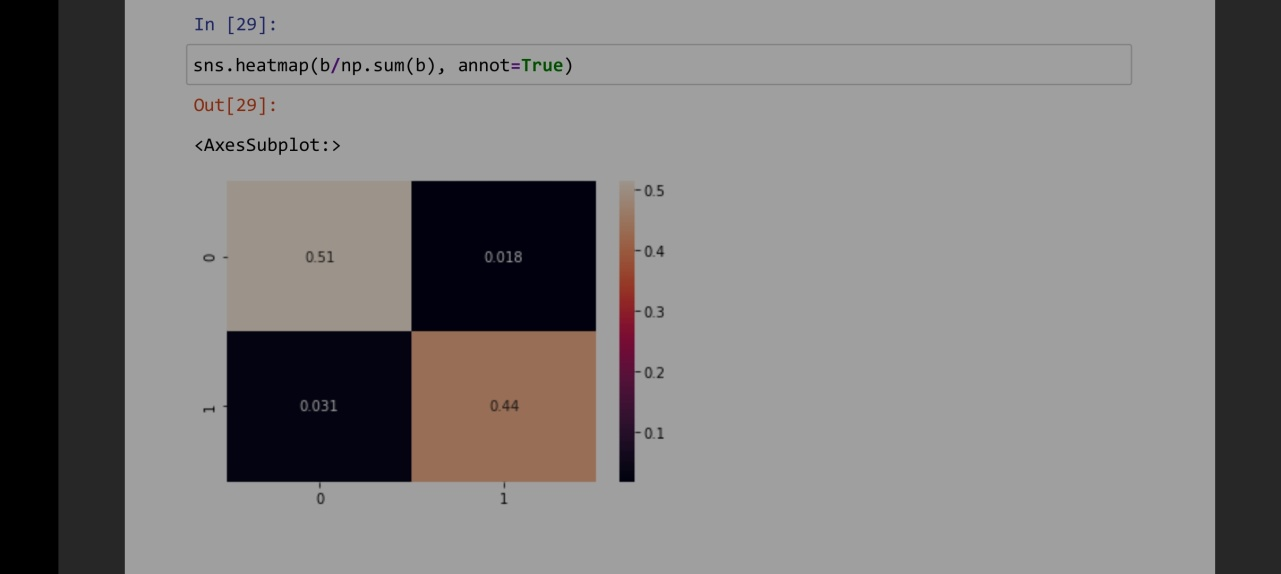 In [29]:
sns.heatmap(b/np.sum(b), annot=True)
Out[29]:
<AxesSubplot:>
0.5
0 0.51 0.018
0.4
0.3
0.2
1 0.031 0.44
0.1
0 1